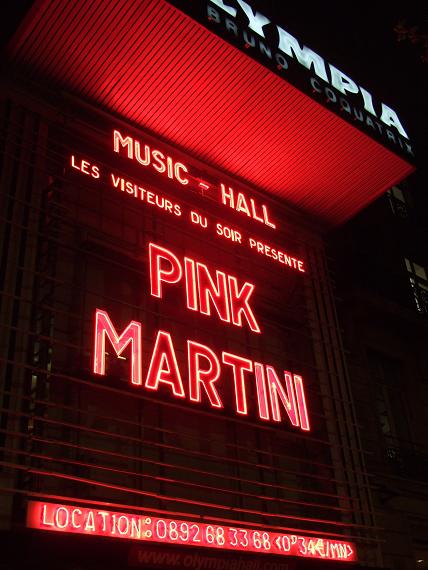 OLYMPIA
BRUNO COQUATRIX
MUSIC - HALL
LES VISITEURS DU SOIR PRESENTE
PINK
MARTINI
LOCATION: 0892 68 33 68 <0*34€/MN>
www.olympiahall.com